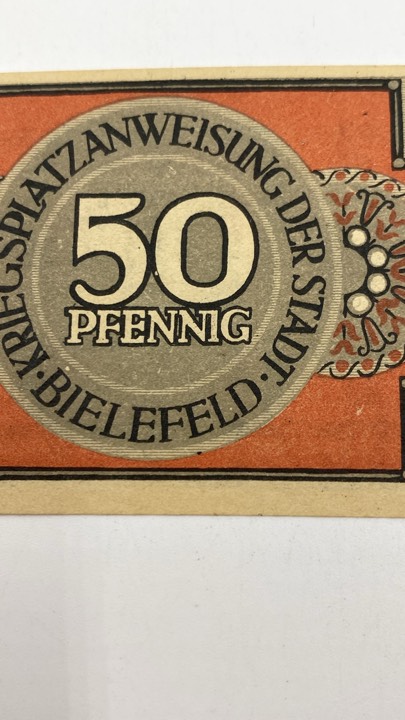 KRIEGSPLATZANWEISUNG DER STADT · BIELEFELD ·
50
PFENNIG